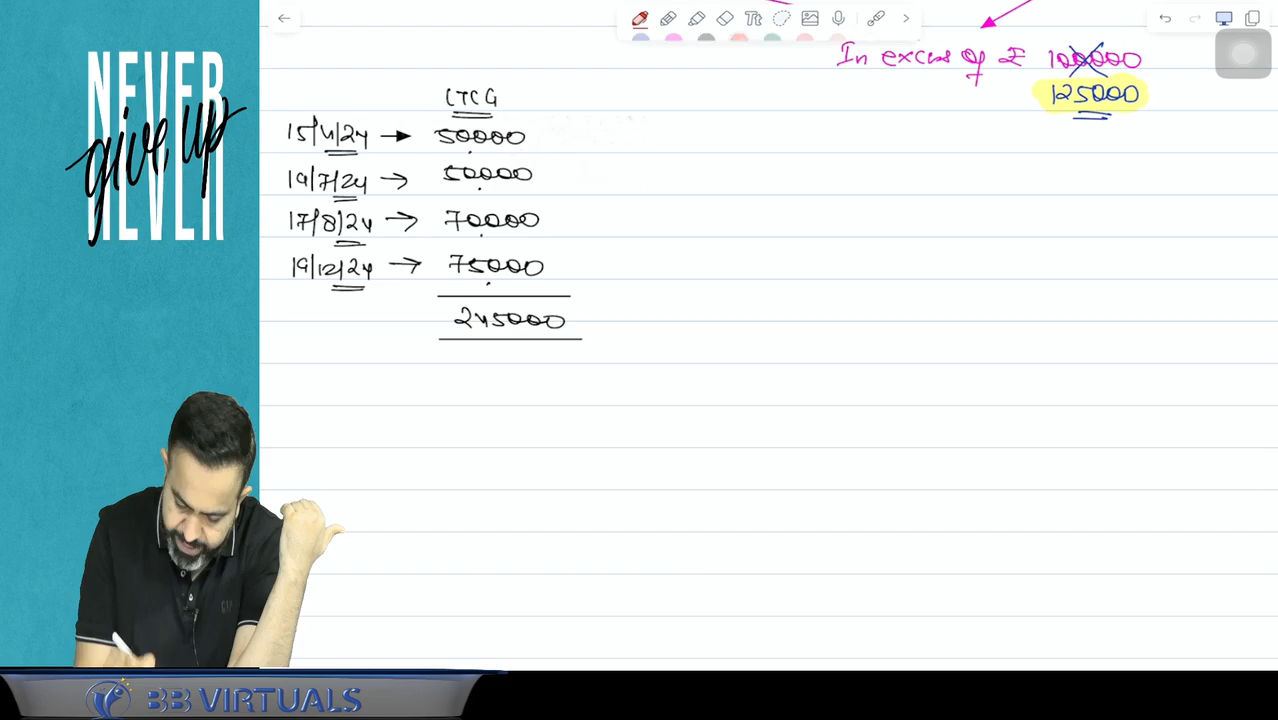 NEVER
give up
NEVER
In excess of ₹ 100000
125000
LTCG
15/4/24 → 50000
19/7/24 → 50000
17/8/24 → 70000
19/12/24 → 75000
245000
BB VIRTUALS